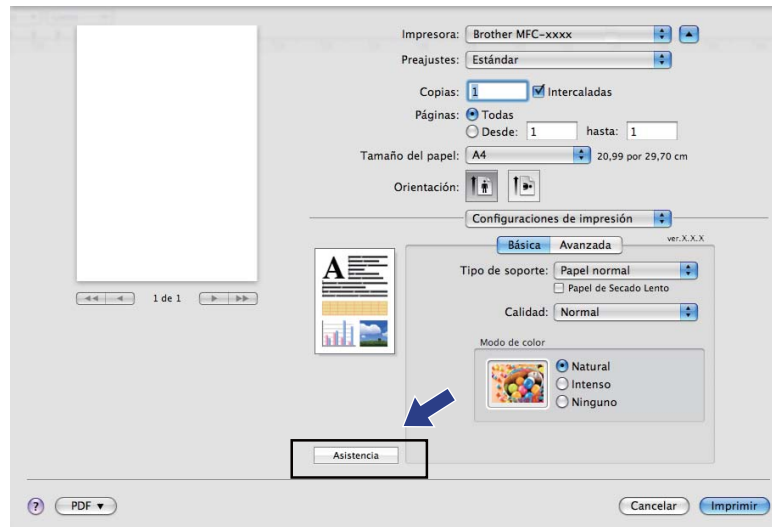 Impresora: Brother MFC-xxxx
Preajustes: Estándar
Copias: 1 Intercaladas
Páginas: Todas
Desde: 1 hasta: 1
Tamaño del papel: A4 20,99 por 29,70 cm
Orientación:
Configuraciones de impresión
ver.X.X.X
Básica Avanzada
Tipo de soporte: Papel normal
Papel de Secado Lento
1 de 1
Calidad: Normal
Modo de color
Natural
Intenso
Ninguno
A
Asistencia
? PDF ▼ Cancelar Imprimir